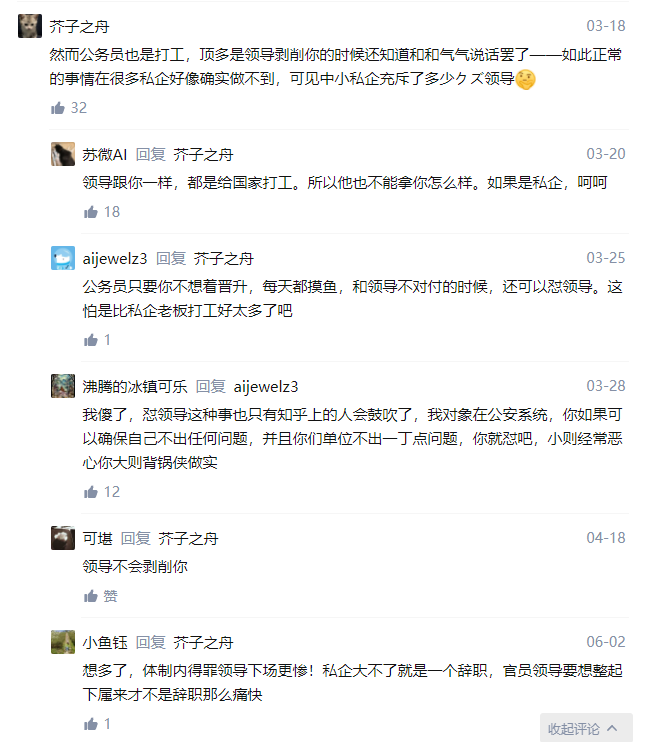 芥子之舟 03-18
然而公务员也是打工，顶多是领导剥削你的时候还知道和和气气说话罢了——如此正常
的事情在很多私企好像确实做不到，可见中小私企充斥了多少クズ领导
32
苏微AI 回复 芥子之舟 03-20
领导跟你一样，都是给国家打工。所以他也不能拿你怎么样。如果是私企，呵呵
18
aijewelz3 回复 芥子之舟 03-25
公务员只要你不想着晋升，每天都摸鱼，和领导不对付的时候，还可以怼领导。这
怕是比私企老板打工好太多了吧
1
沸腾的冰镇可乐 回复 aijewelz3 03-28
我傻了，怼领导这种事也只有知乎上的人会鼓吹了，我对象在公安系统，你如果可
以确保自己不出任何问题，并且你们单位不出一丁点问题，你就怼吧，小则经常恶
心你大则背锅侠做实
12
可堪 回复 芥子之舟 04-18
领导不会剥削你
赞
小鱼钰 回复 芥子之舟 06-02
想多了，体制内得罪领导下场更惨！私企大不了就是一个辞职，官员领导要想整起
下属来才不是辞职那么痛快
1
收起评论